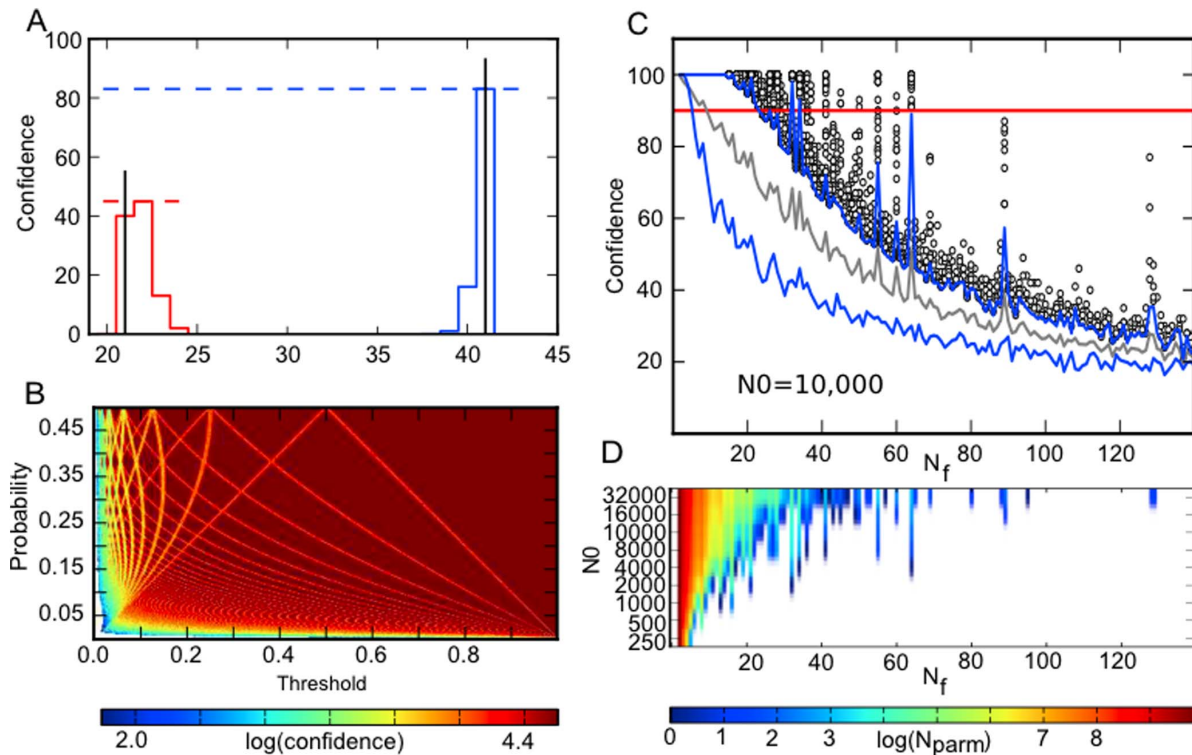 A
100
80
60
40
20
0
Confidence
20 25 30 35 40 45
B
0.45
0.35
0.25
0.15
0.05
Probability
0.0 0.2 0.4 0.6 0.8
Threshold
2.0 log(confidence) 4.4
C
100
80
60
40
20
Confidence
N0=10,000
20 40 60 80 100 120
Nf
D
32000
16000
8000
4000
2000
1000
500
250
N0
0 20 40 60 80 100 120
Nf
0 1 2 3 log(Nparm) 7 8